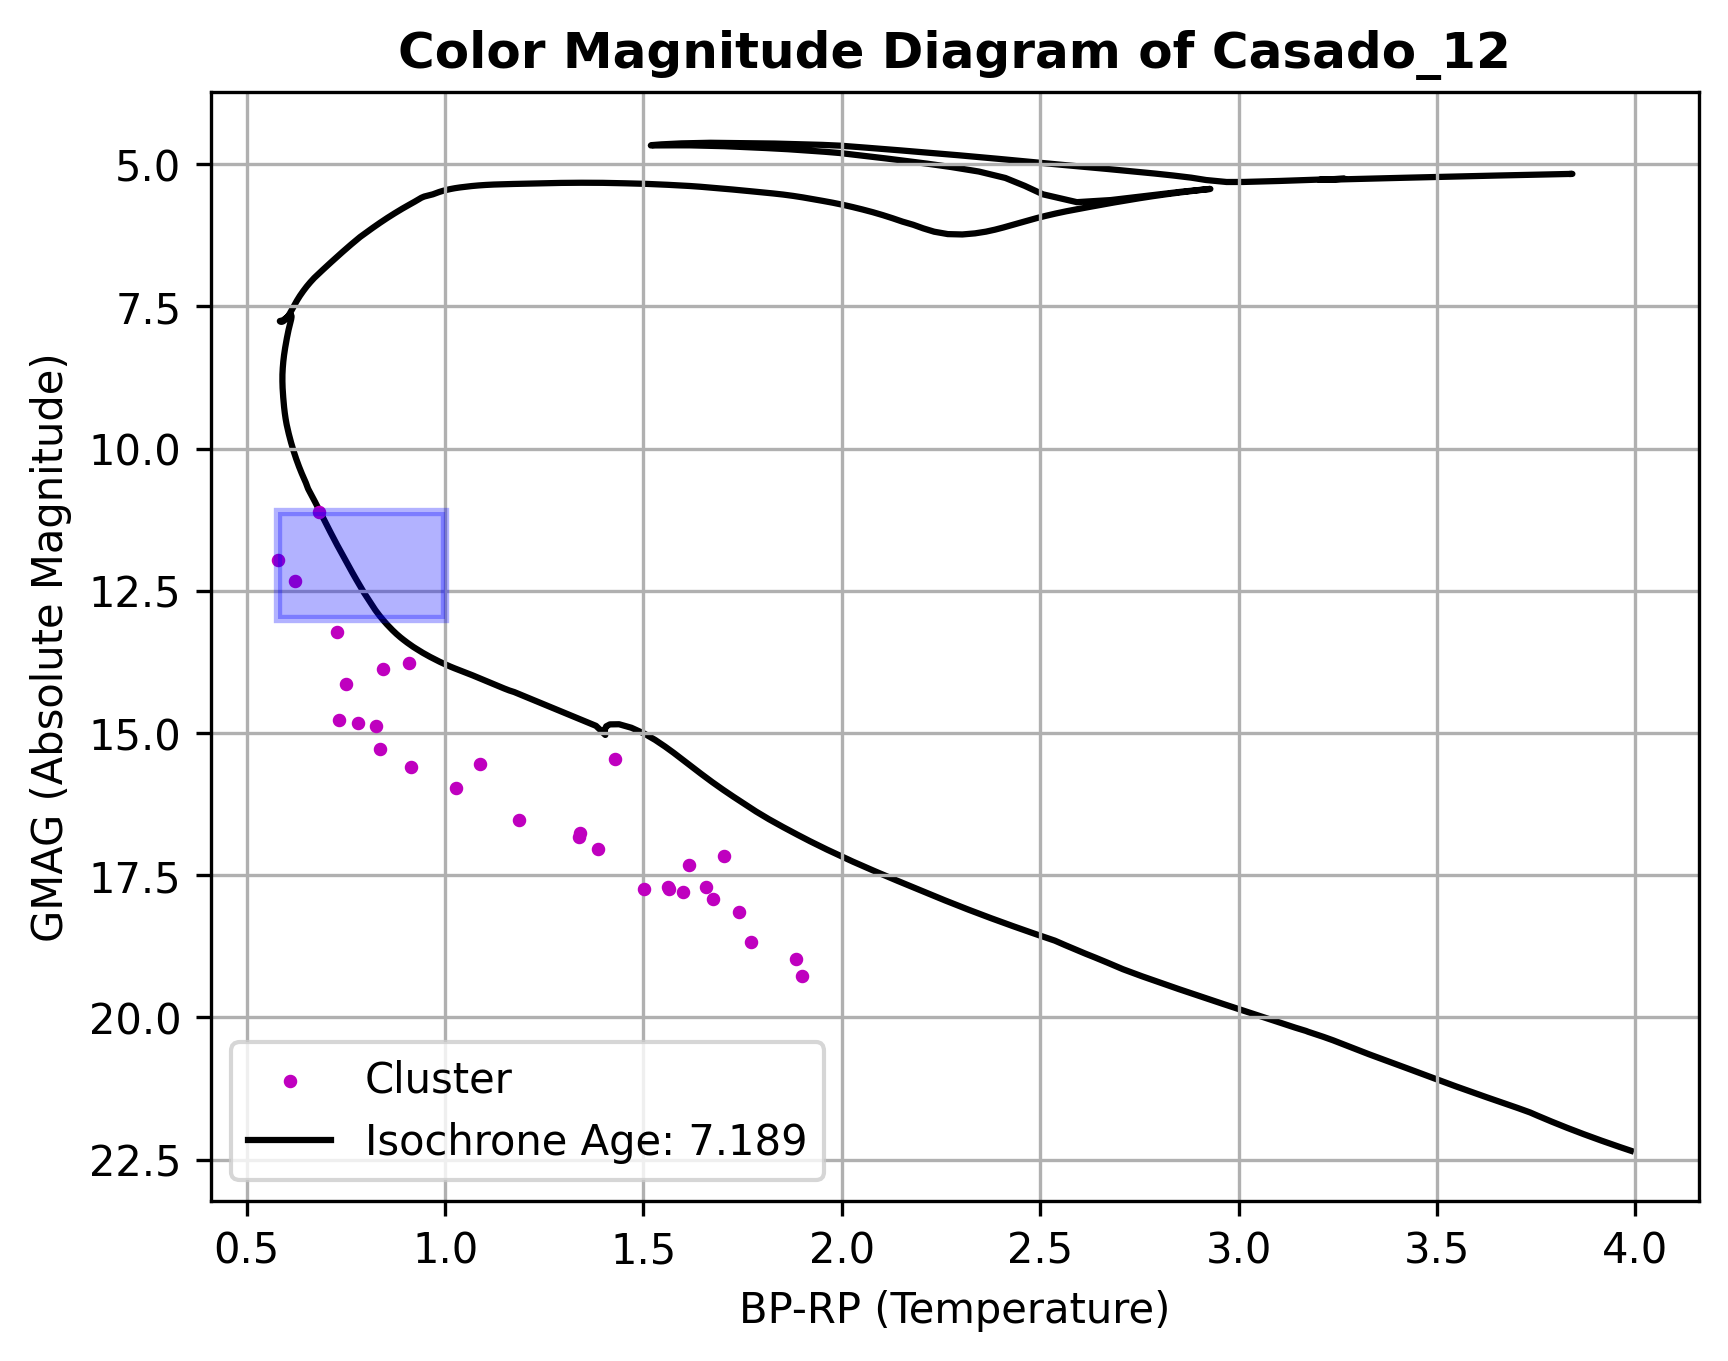 Color Magnitude Diagram of Casado_12
GMAG (Absolute Magnitude)
5.0
7.5
10.0
12.5
15.0
17.5
20.0
22.5
Cluster
Isochrone Age: 7.189
0.5 1.0 1.5 2.0 2.5 3.0 3.5 4.0
BP-RP (Temperature)